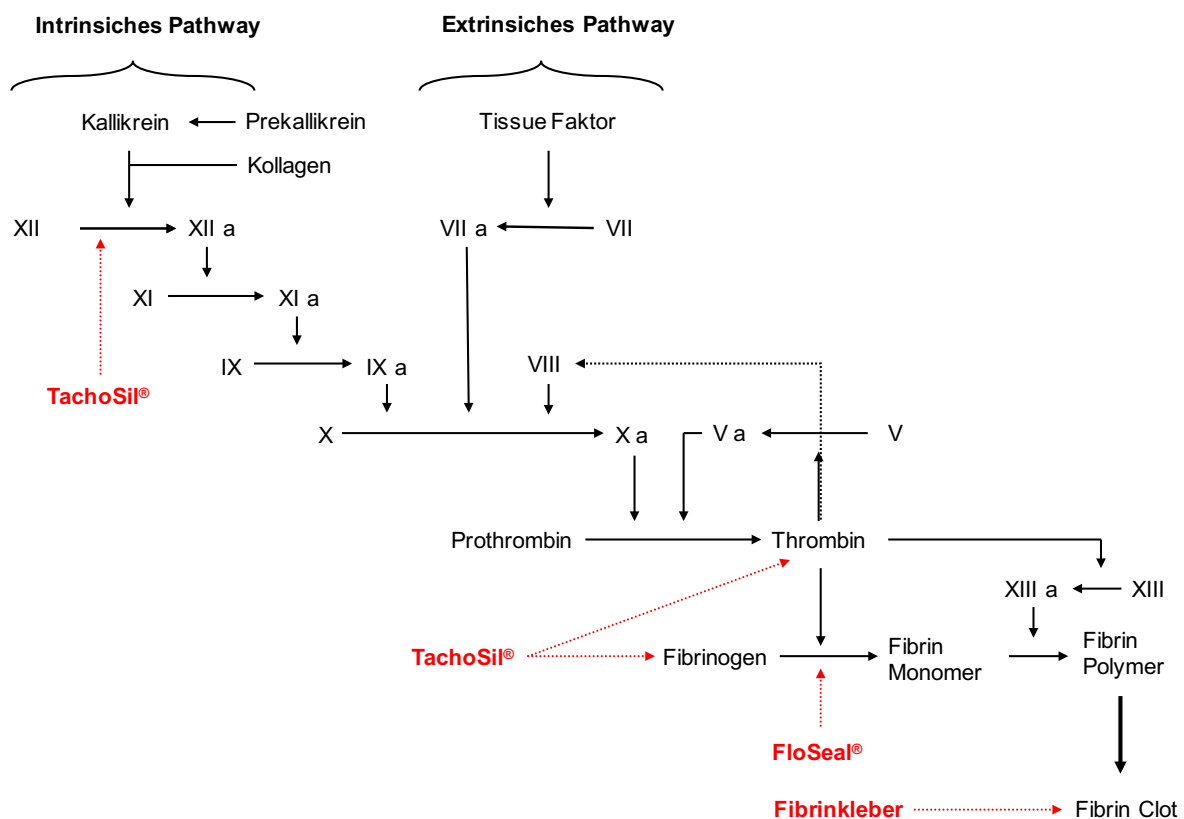 Intrinsiches Pathway
Extrinsiches Pathway
Kallikrein
Prekallikrein
Tissue Faktor
Kollagen
XII
XII a
VII a
VII
XI
XI a
IX
IX a
VIII
TachoSil®
X
X a
V a
V
Prothrombin
Thrombin
XIII a
XIII
TachoSil®
Fibrinogen
Fibrin
Monomer
Fibrin
Polymer
FloSeal®
Fibrinkleber
Fibrin Clot